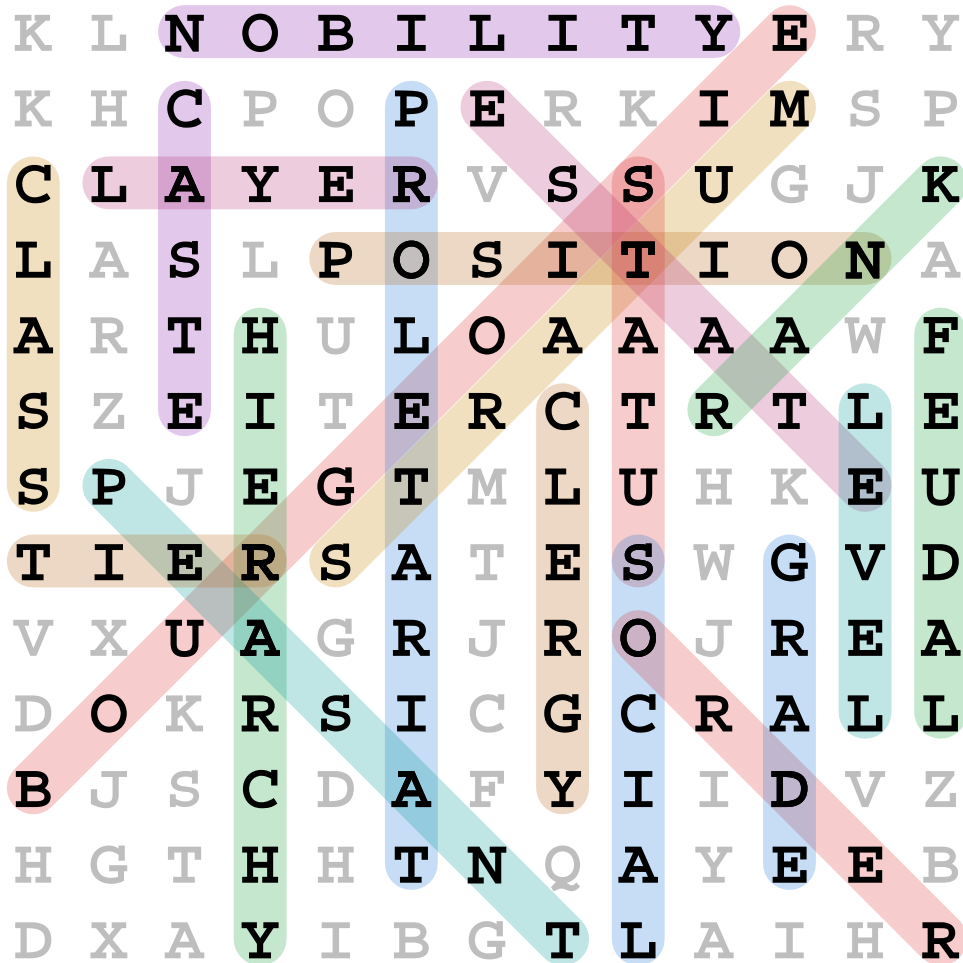 K L N O B I L I T Y E R Y
K H C P O P E R K I M S P
C L A Y E R V S S U G J K
L A S L P O S I T I O N A
A R T H U L O A A A A W F
S Z E I T E R C T R T L E
S P J E G T M L U H K E U
T I E R S A T E S W G V D
V X U A G R J R O J R E A
D O K R S I C G C R A L L
B J S C D A F Y I I D V Z
H G T H H T N Q A Y E E B
D X A Y I B G T L A I H R